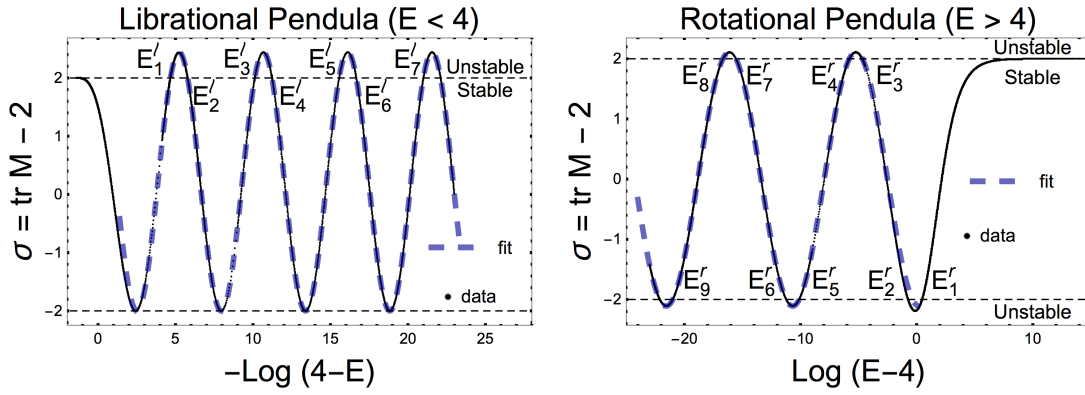 Librational Pendula (E < 4)
σ = tr M − 2
2
1
0
−1
−2
E₁ˡ
E₃ˡ
E₅ˡ
E₇ˡ
Unstable
Stable
E₂ˡ
E₄ˡ
E₆ˡ
fit
data
0
5
10
15
20
25
−Log (4−E)
Rotational Pendula (E > 4)
σ = tr M − 2
2
1
0
−1
−2
Unstable
Stable
E₈ʳ
E₇ʳ
E₄ʳ
E₃ʳ
fit
data
E₉ʳ
E₆ʳ
E₅ʳ
E₂ʳ
E₁ʳ
Unstable
−20
−10
0
10
Log (E−4)